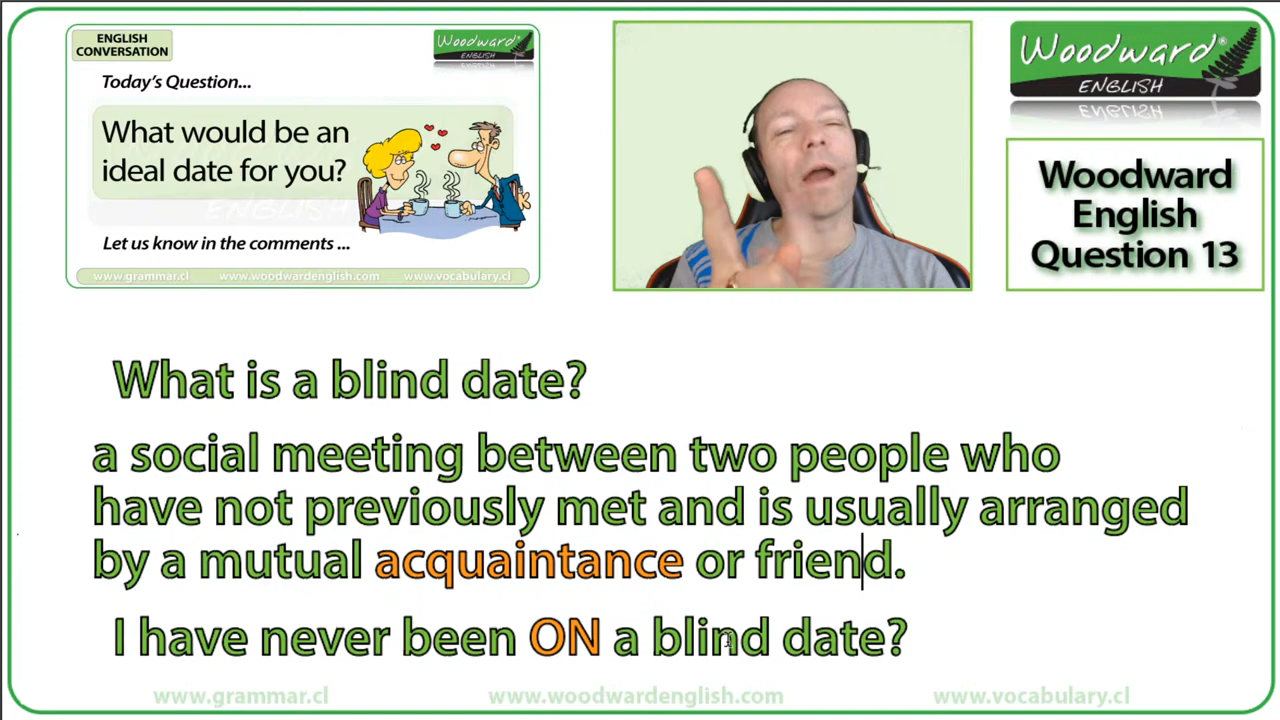 ENGLISH
CONVERSATION
Woodward
ENGLISH
Today's Question...
What would be an
ideal date for you?
Let us know in the comments ...
www.grammar.cl www.woodwardenglish.com www.vocabulary.cl
Woodward®
ENGLISH
Woodward
English
Question 13
What is a blind date?
a social meeting between two people who
have not previously met and is usually arranged
by a mutual acquaintance or friend.
I have never been ON a blind date?
www.grammar.cl www.woodwardenglish.com www.vocabulary.cl